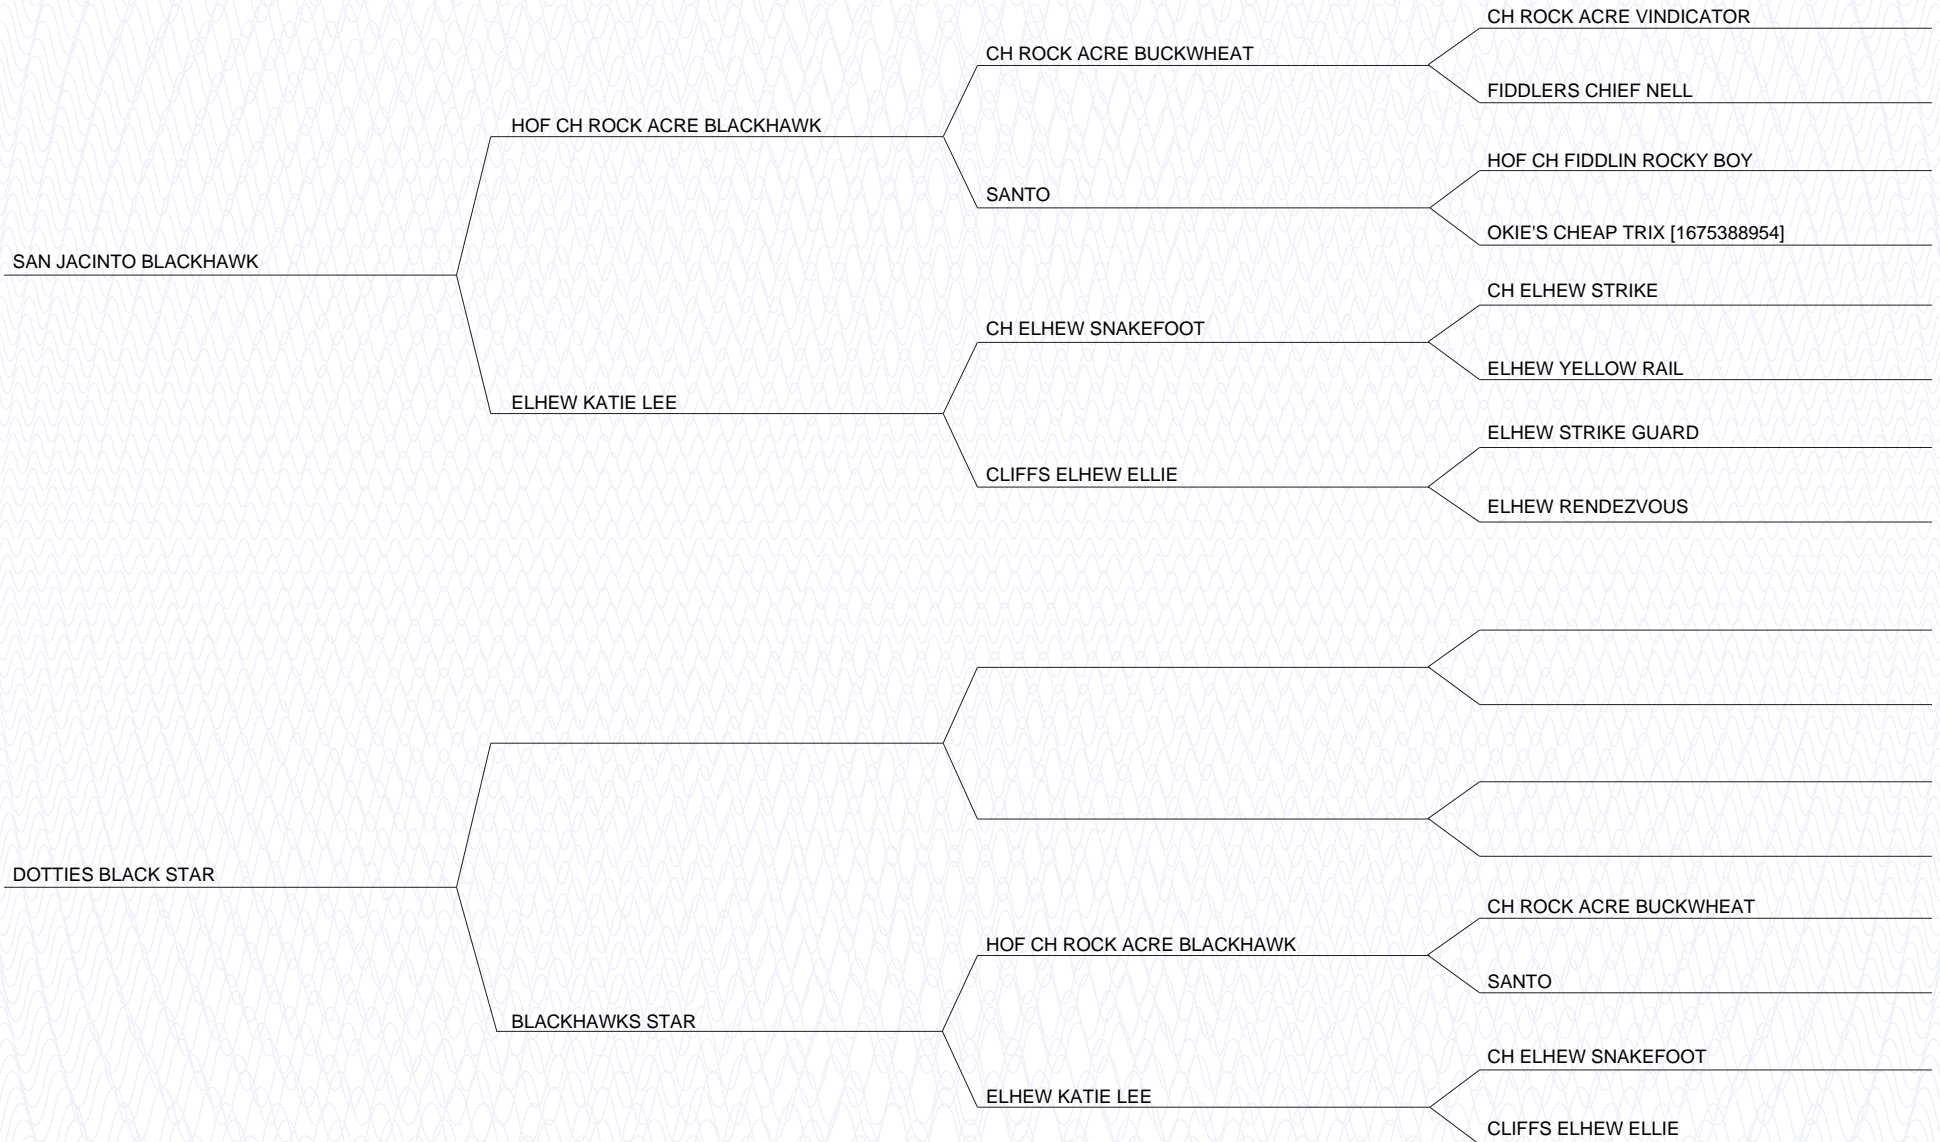 CH ROCK ACRE VINDICATOR
CH ROCK ACRE BUCKWHEAT
FIDDLERS CHIEF NELL
HOF CH ROCK ACRE BLACKHAWK
HOF CH FIDDLIN ROCKY BOY
SANTO
OKIE'S CHEAP TRIX [1675388954]
SAN JACINTO BLACKHAWK
CH ELHEW STRIKE
CH ELHEW SNAKEFOOT
ELHEW YELLOW RAIL
ELHEW KATIE LEE
ELHEW STRIKE GUARD
CLIFFS ELHEW ELLIE
ELHEW RENDEZVOUS
DOTTIES BLACK STAR
CH ROCK ACRE BUCKWHEAT
HOF CH ROCK ACRE BLACKHAWK
SANTO
BLACKHAWKS STAR
CH ELHEW SNAKEFOOT
ELHEW KATIE LEE
CLIFFS ELHEW ELLIE